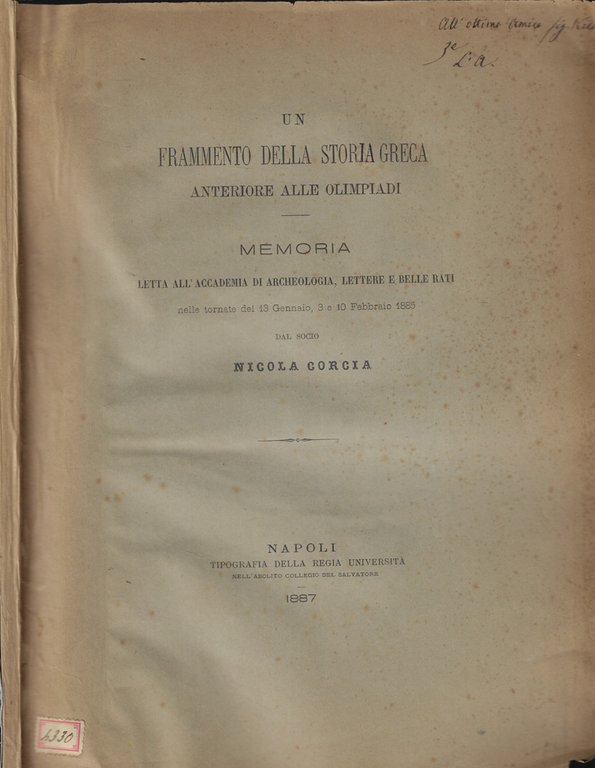 All' ottimo Amico Sig.
L. a.
UN
FRAMMENTO DELLA STORIA GRECA
ANTERIORE ALLE OLIMPIADI
MEMORIA
LETTA ALL'ACCADEMIA DI ARCHEOLOGIA, LETTERE E BELLE RATI
nelle tornate del 13 Gennaio, 3 e 10 Febbraio 1885
DAL SOCIO
NICOLA CORCIA
NAPOLI
TIPOGRAFIA DELLA REGIA UNIVERSITÀ
NELL'ABOLITO COLLEGIO DEL SALVATORE
1887
4330